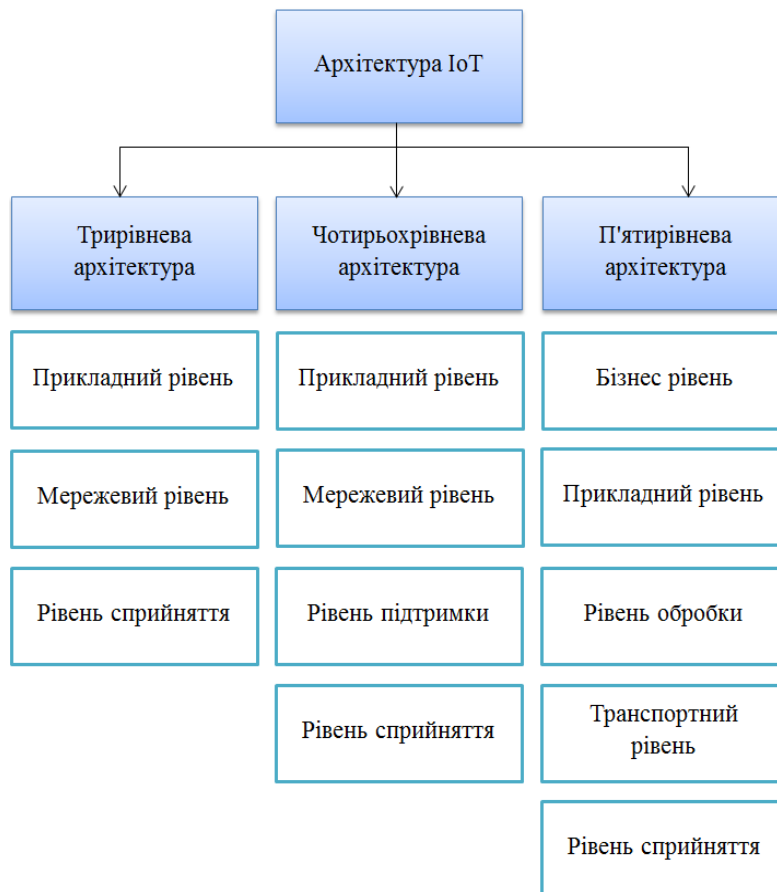 Архітектура ІоТ
Трирівнева
архітектура
Чотирьохрівнева
архітектура
П'ятирівнева
архітектура
Прикладний рівень
Мережевий рівень
Рівень сприйняття
Прикладний рівень
Мережевий рівень
Рівень підтримки
Рівень сприйняття
Бізнес рівень
Прикладний рівень
Рівень обробки
Транспортний
рівень
Рівень сприйняття